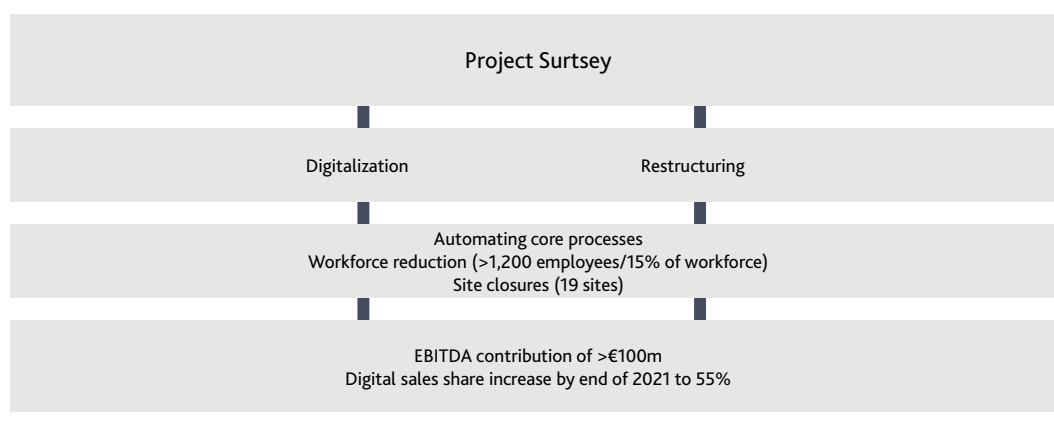 Project Surtsey
Digitalization
Restructuring
Automating core processes
Workforce reduction (>1,200 employees/15% of workforce)
Site closures (19 sites)
EBITDA contribution of >€100m
Digital sales share increase by end of 2021 to 55%